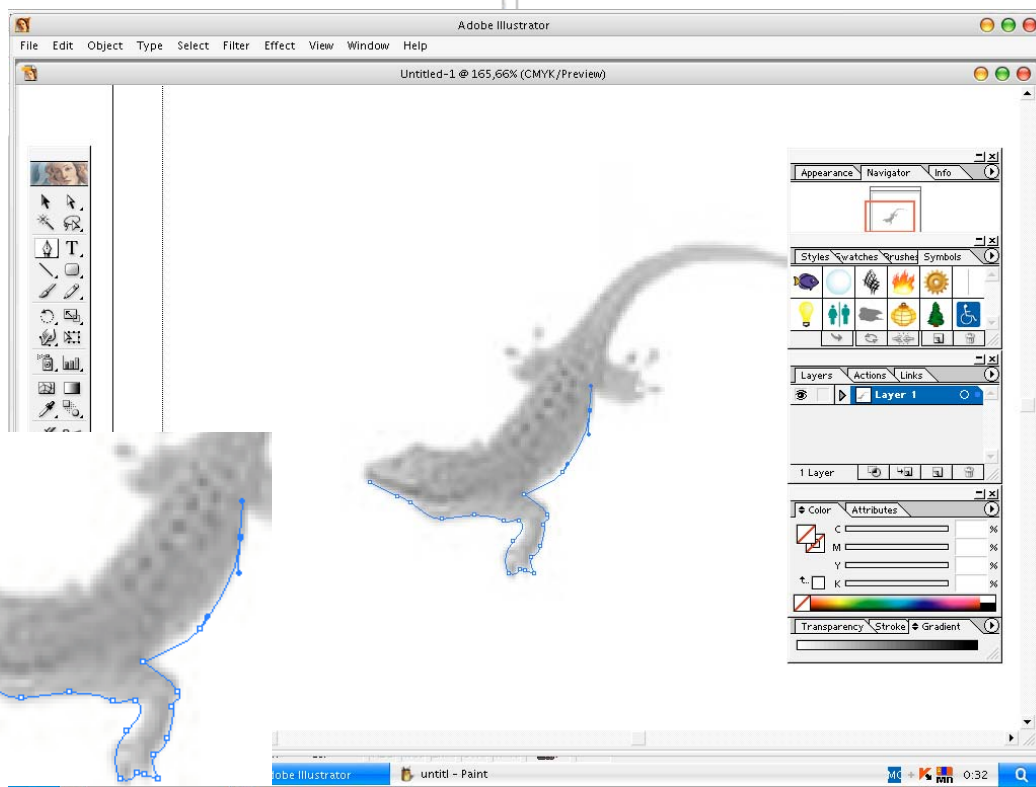 Adobe Illustrator
File Edit Object Type Select Filter Effect View Window Help
Untitled-1 @ 165,66% (CMYK/Preview)
Appearance Navigator Info
Styles Swatches Brushes Symbols
T
Layers Actions Links
Layer 1
1 Layer
Color Attributes
C %
M %
Y %
K %
Transparency Stroke Gradient
dobe Illustrator untitl - Paint 0:32